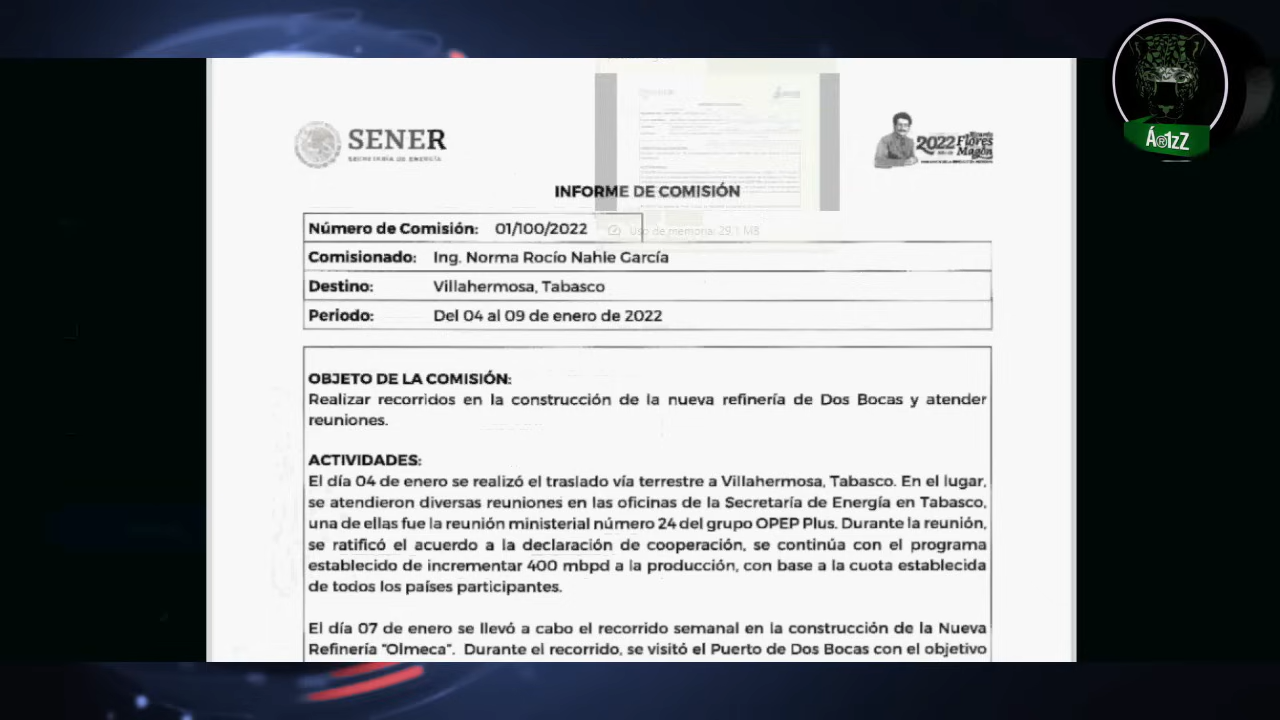 Á®1zZ
SENER
SECRETARÍA DE ENERGÍA
2022 Ricardo
Flores
Magón
INFORME DE COMISIÓN
Uso de memoria: 29.1 MB
Número de Comisión: 01/100/2022
Comisionado: Ing. Norma Rocío Nahle García
Destino: Villahermosa, Tabasco
Periodo: Del 04 al 09 de enero de 2022
OBJETO DE LA COMISIÓN:
Realizar recorridos en la construcción de la nueva refinería de Dos Bocas y atender
reuniones.
ACTIVIDADES:
El día 04 de enero se realizó el traslado vía terrestre a Villahermosa, Tabasco. En el lugar,
se atendieron diversas reuniones en las oficinas de la Secretaría de Energía en Tabasco,
una de ellas fue la reunión ministerial número 24 del grupo OPEP Plus. Durante la reunión,
se ratificó el acuerdo a la declaración de cooperación, se continúa con el programa
establecido de incrementar 400 mbpd a la producción, con base a la cuota establecida
de todos los países participantes.
El día 07 de enero se llevó a cabo el recorrido semanal en la construcción de la Nueva
Refinería "Olmeca". Durante el recorrido, se visitó el Puerto de Dos Bocas con el objetivo